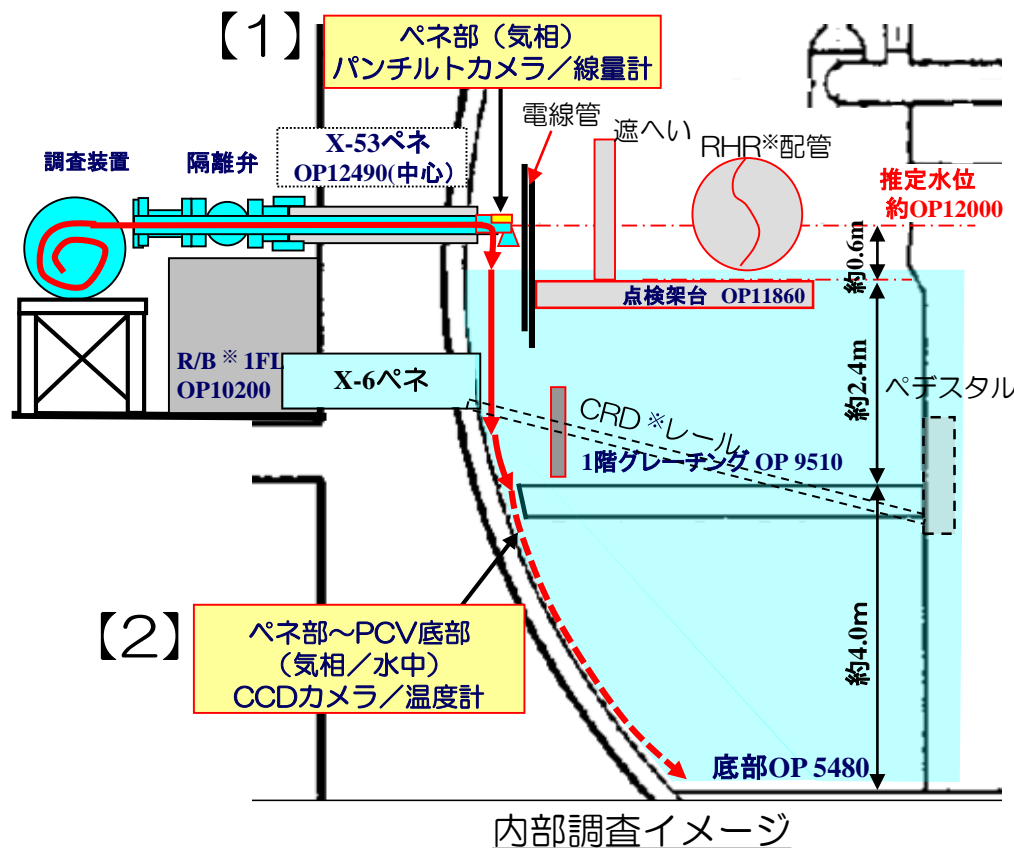 【1】
ペネ部（気相）
パンチルトカメラ／線量計
電線管
遮へい
RHR※配管
調査装置
隔離弁
X-53ペネ
OP12490(中心)
推定水位
約OP12000
約0.6m
点検架台 OP11860
R/B ※ 1FL
OP10200
X-6ペネ
約2.4m
ペデスタル
CRD※レール
1階グレーチング OP 9510
【2】
ペネ部～PCV底部
（気相／水中）
CCDカメラ／温度計
約4.0m
底部OP 5480
内部調査イメージ